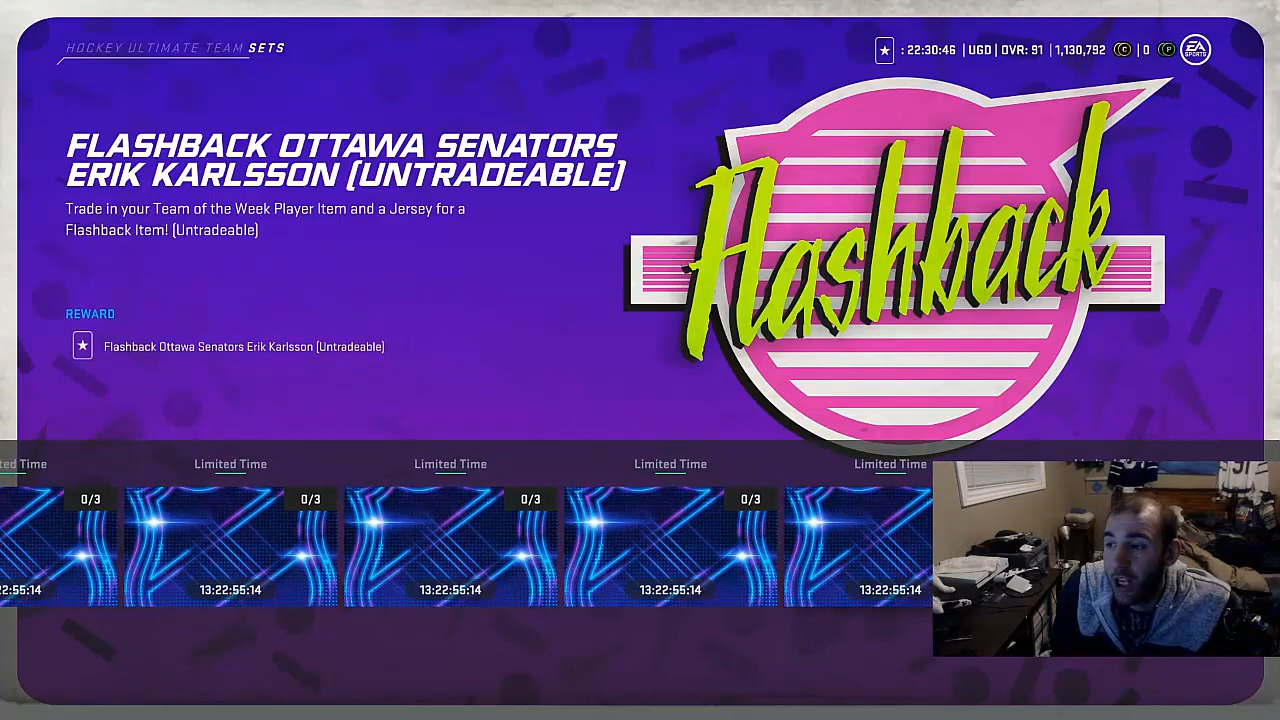 HOCKEY ULTIMATE TEAM SETS
: 22:30:46 | UGD | OVR: 91 | 1,130,792 C | 0 P EA SPORTS
FLASHBACK OTTAWA SENATORS
ERIK KARLSSON (UNTRADEABLE)
Trade in your Team of the Week Player Item and a Jersey for a
Flashback Item! (Untradeable)
Flashback
REWARD
Flashback Ottawa Senators Erik Karlsson (Untradeable)
ted Time Limited Time Limited Time Limited Time Limited Time
0/3 0/3 0/3 0/3
22:55:14 13:22:55:14 13:22:55:14 13:22:55:14 13:22:55:14